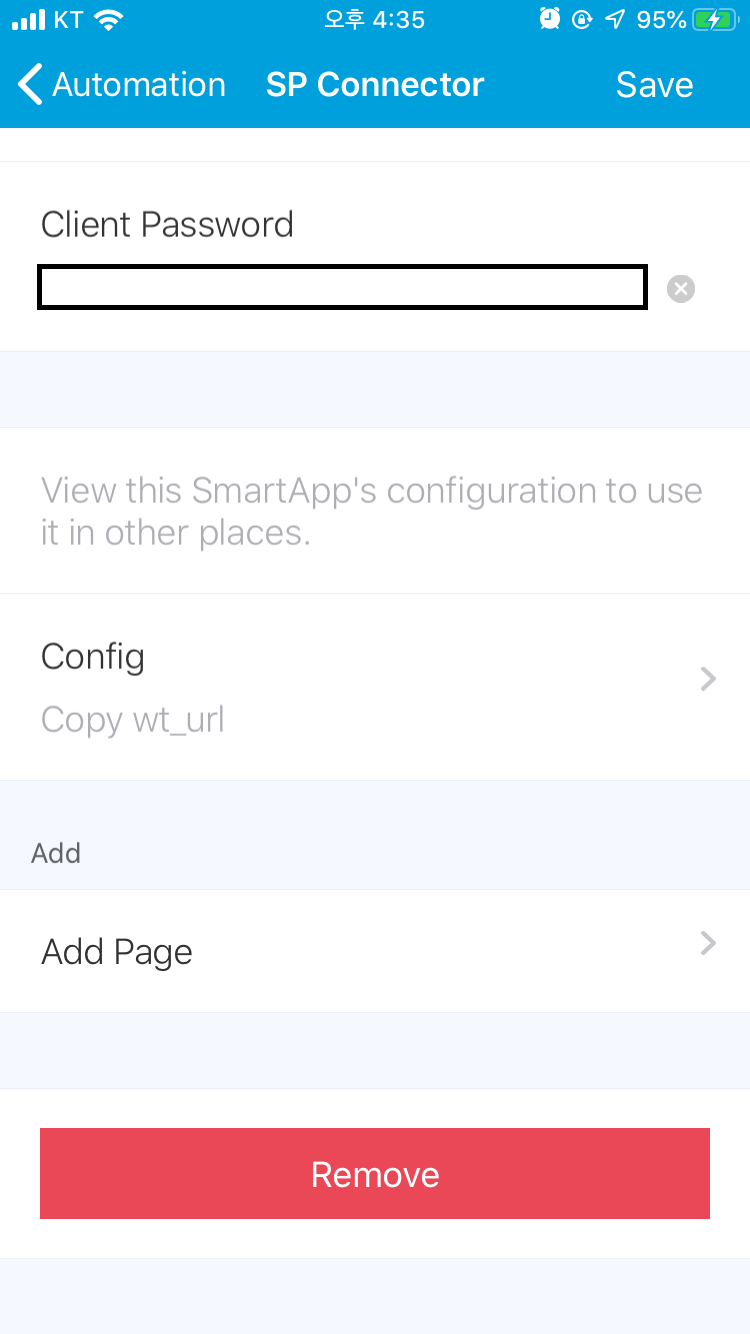 KT 오후 4:35 95%
Automation SP Connector Save
Client Password
View this SmartApp's configuration to use
it in other places.
Config
Copy wt_url
Add
Add Page
Remove